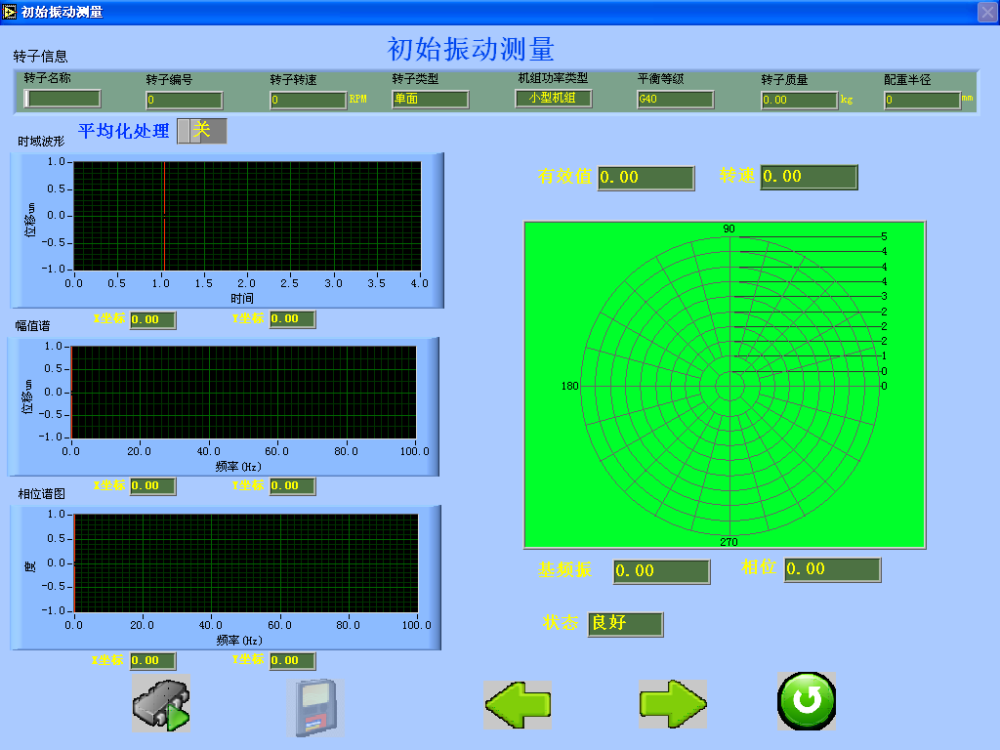 初始振动测量
初始振动测量
转子信息
转子名称 转子编号 转子转速 转子类型 机组功率类型 平衡等级 转子质量 配重半径
0 0 RPM 单面 小型机组 G40 0.00 kg 0 mm
平均化处理 关
时域波形
1.0
0.5
0.0
-0.5
-1.0
位移um
0.0 0.5 1.0 1.5 2.0 2.5 3.0 3.5 4.0
时间
X坐标 0.00 Y坐标 0.00
幅值谱
1.0
0.5
0.0
-0.5
-1.0
位移um
0.0 20.0 40.0 60.0 80.0 100.0
频率(Hz)
X坐标 0.00 Y坐标 0.00
相位谱图
1.0
0.5
0.0
-0.5
-1.0
度
0.0 20.0 40.0 60.0 80.0 100.0
频率(Hz)
X坐标 0.00 Y坐标 0.00
有效值 0.00 转速 0.00
90
5
4
4
4
3
2
2
2
1
0
180 0
270
基频振 0.00 相位 0.00
状态 良好